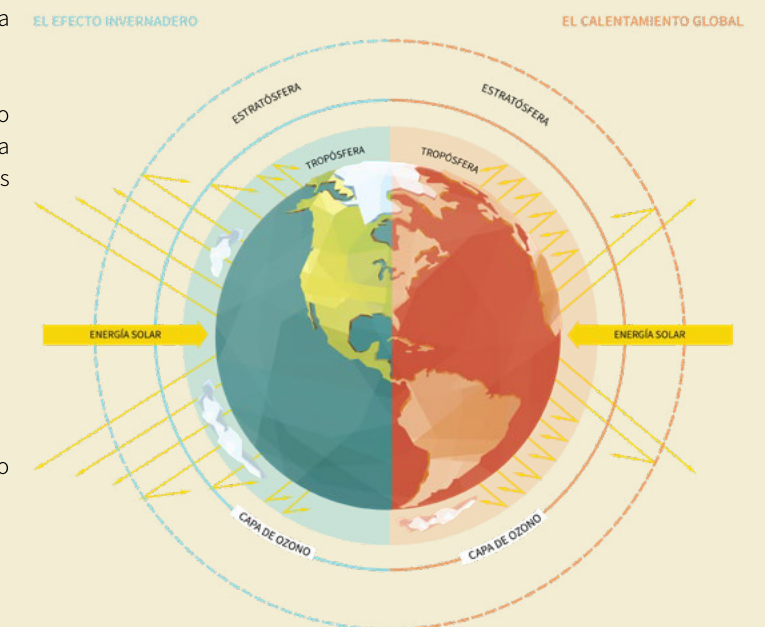 a
EL EFECTO INVERNADERO
EL CALENTAMIENTO GLOBAL
ESTRATÓSFERA
ESTRATÓSFERA
o
a
s
TROPÓSFERA
TROPÓSFERA
ENERGÍA SOLAR
ENERGÍA SOLAR
o
CAPA DE OZONO
CAPA DE OZONO